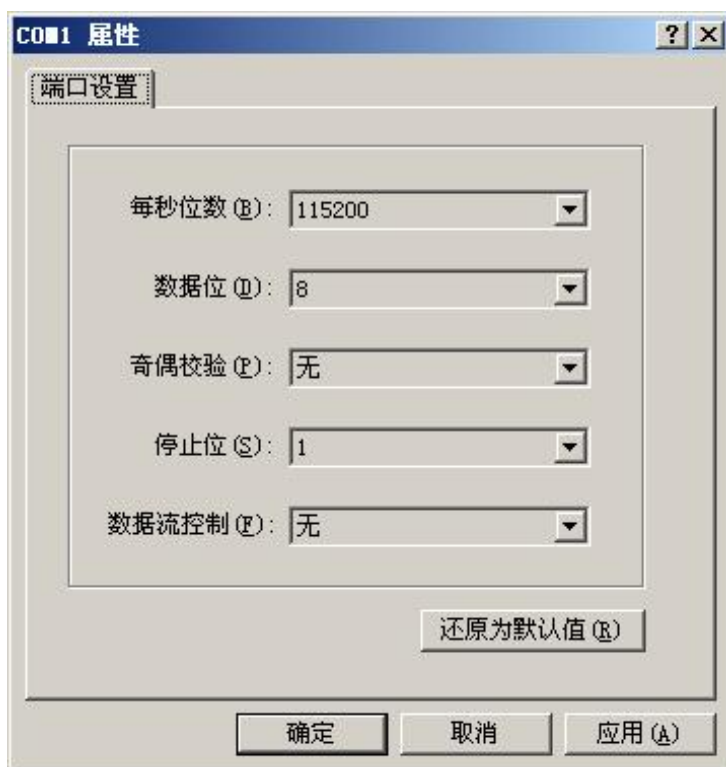 COM1 属性
端口设置
每秒位数(B): 115200
数据位(D): 8
奇偶校验(P): 无
停止位(S): 1
数据流控制(F): 无
还原为默认值(R)
确定 取消 应用(A)